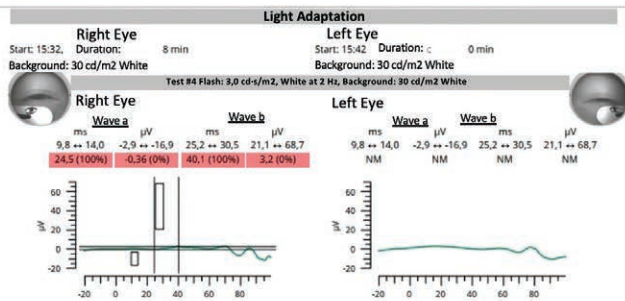 Light Adaptation
Right Eye
Start: 15:32, Duration: 8 min
Background: 30 cd/m2 White
Left Eye
Start: 15:42 Duration: c 0 min
Background: 30 cd/m2 White
Test #4 Flash: 3,0 cd-s/m2, White at 2 Hz, Background: 30 cd/m2 White
Right Eye
Wave a Wave b
ms µV ms µV
9,8 ↔ 14,0 -2,9 ↔ -16,9 25,2 ↔ 30,5 21,1 ↔ 68,7
24,5 (100%) -0,36 (0%) 40,1 (100%) 3,2 (0%)
µV
60
40
20
0
-20
-20 0 20 40 60 80
Left Eye
Wave a Wave b
ms µV ms µV
9,8 ↔ 14,0 -2,9 ↔ -16,9 25,2 ↔ 30,5 21,1 ↔ 68,7
NM NM NM NM
µV
60
40
20
0
-20
-20 0 20 40 60 80